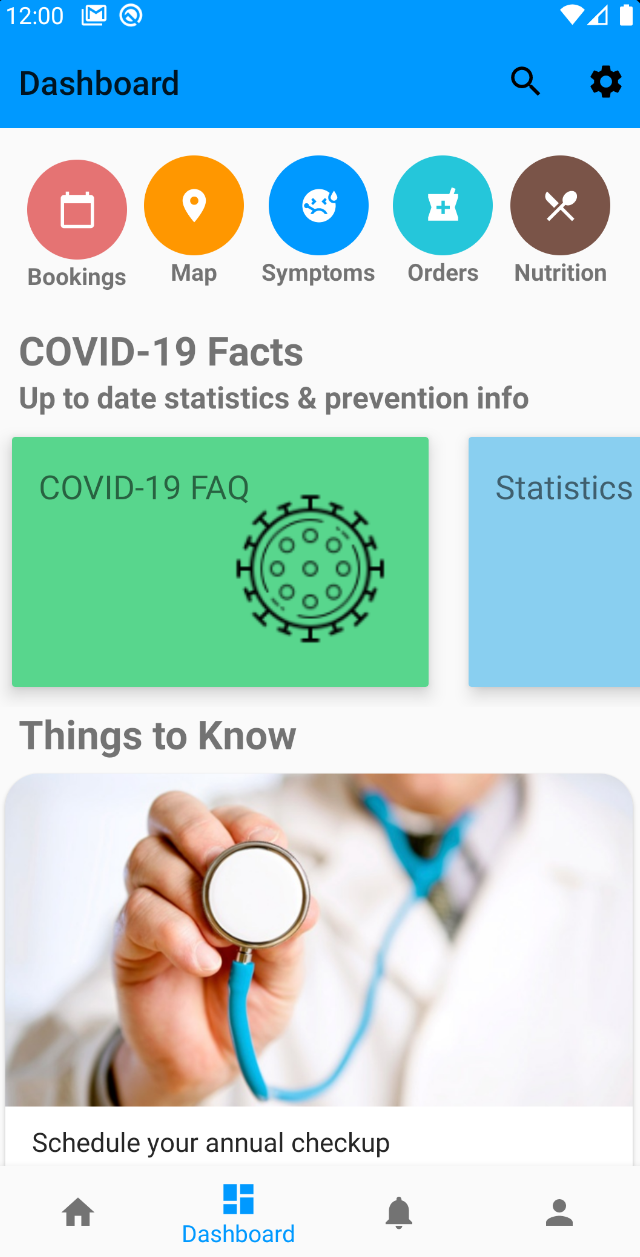 12:00
Dashboard
Bookings
Map
Symptoms
Orders
Nutrition
COVID-19 Facts
Up to date statistics & prevention info
COVID-19 FAQ
Statistics
Things to Know
Schedule your annual checkup
Dashboard